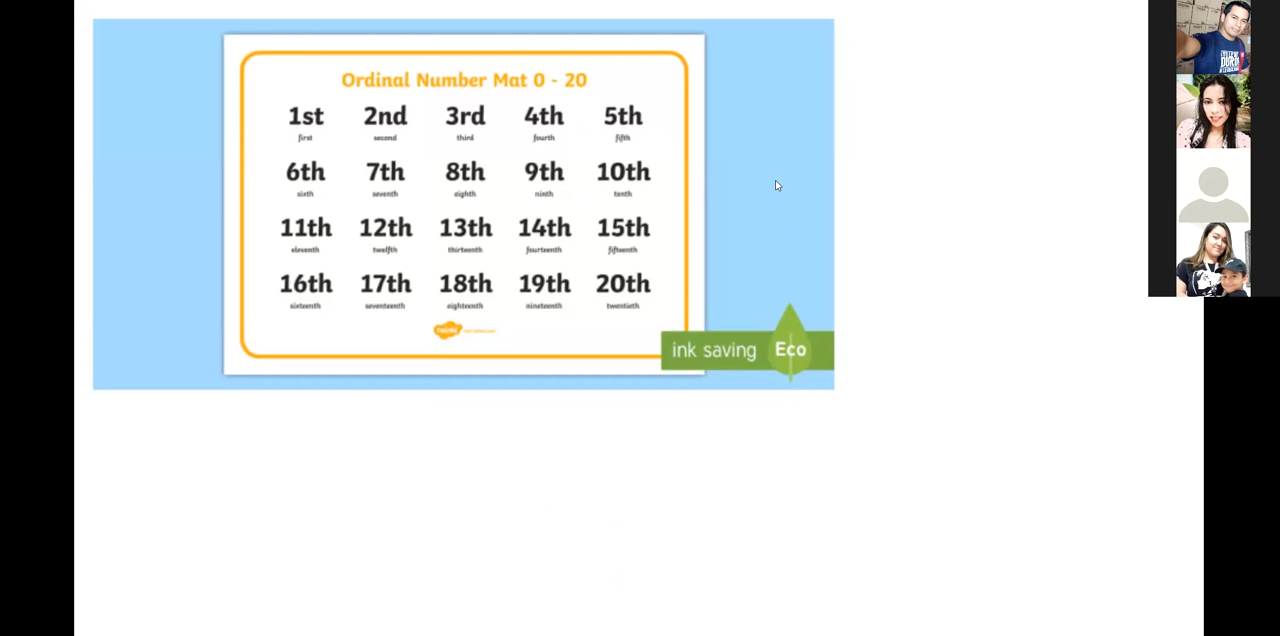 Ordinal Number Mat 0 - 20
1st 2nd 3rd 4th 5th
first second third fourth fifth
6th 7th 8th 9th 10th
sixth seventh eighth ninth tenth
11th 12th 13th 14th 15th
eleventh twelfth thirteenth fourteenth fifteenth
16th 17th 18th 19th 20th
sixteenth seventeenth eighteenth nineteenth twentieth
ink saving Eco